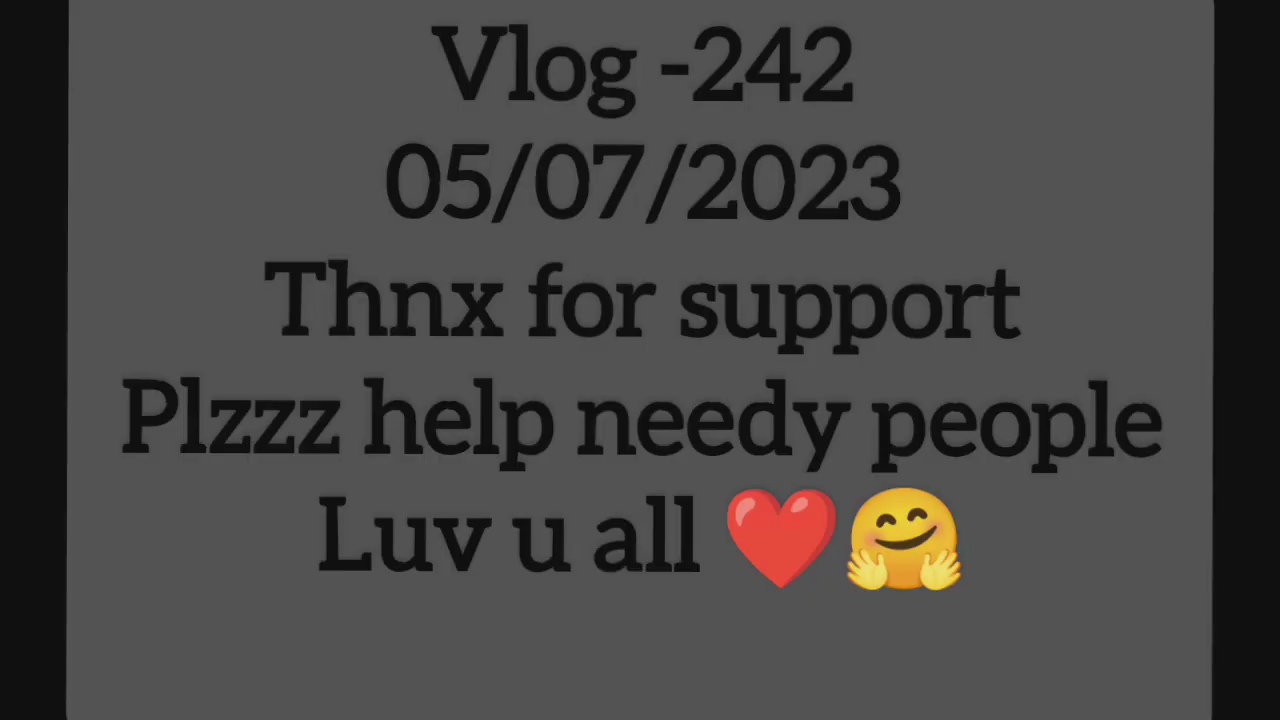 Vlog -242
05/07/2023
Thnx for support
Plzzz help needy people
Luv u all ❤️🤗